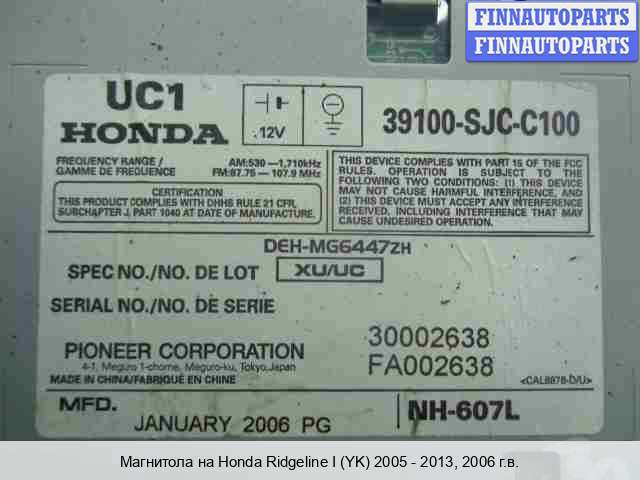 FINNAUTOPARTS
FINNAUTOPARTS
UC1
HONDA
12V
39100-SJC-C100
FREQUENCY RANGE /
GAMME DE FREQUENCE
AM:530 —1,710kHz
FM:87.75 — 107.9 MHz
CERTIFICATION
THIS PRODUCT COMPLIES WITH DHHS RULE 21 CFR,
SUBCHAPTER J, PART 1040 AT DATE OF MANUFACTURE.
THIS DEVICE COMPLIES WITH PART 15 OF THE FCC
RULES. OPERATION IS SUBJECT TO THE
FOLLOWING TWO CONDITIONS: (1) THIS DEVICE
MAY NOT CAUSE HARMFUL INTERFERENCE, AND
(2) THIS DEVICE MUST ACCEPT ANY INTERFERENCE
RECEIVED, INCLUDING INTERFERENCE THAT MAY
CAUSE UNDESIRED OPERATION.
DEH-MG6447ZH
SPEC NO./NO. DE LOT XU/UC
SERIAL NO./NO. DE SERIE
30002638
PIONEER CORPORATION FA002638
4-1, Meguro 1-chome, Meguro-ku, Tokyo, Japan
MADE IN CHINA/FABRIQUÉ EN CHINE
<CAL8878-D/U>
MFD. JANUARY 2006 PG NH-607L
Магнитола на Honda Ridgeline I (YK) 2005 - 2013, 2006 г.в.